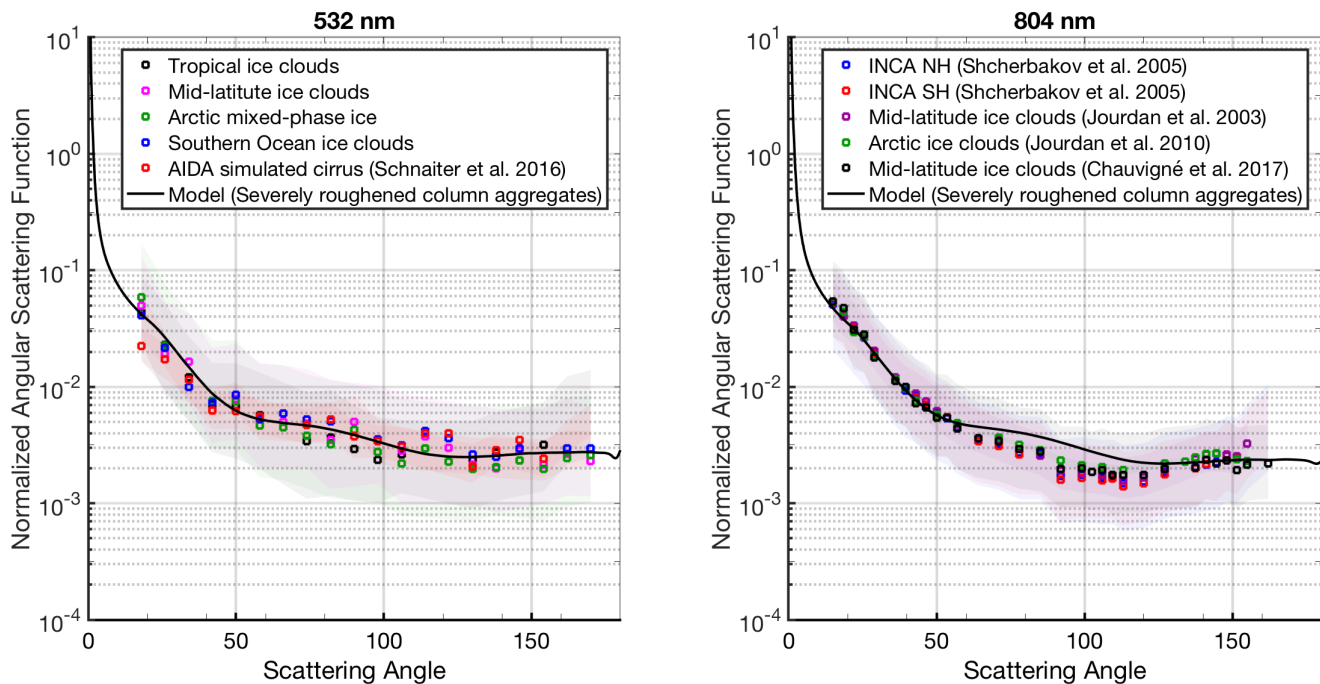 532 nm
Normalized Angular Scattering Function
10^1
10^0
10^-1
10^-2
10^-3
10^-4
Tropical ice clouds
Mid-latitute ice clouds
Arctic mixed-phase ice
Southern Ocean ice clouds
AIDA simulated cirrus (Schnaiter et al. 2016)
Model (Severely roughened column aggregates)
0 50 100 150
Scattering Angle
804 nm
Normalized Angular Scattering Function
10^1
10^0
10^-1
10^-2
10^-3
10^-4
INCA NH (Shcherbakov et al. 2005)
INCA SH (Shcherbakov et al. 2005)
Mid-latitude ice clouds (Jourdan et al. 2003)
Arctic ice clouds (Jourdan et al. 2010)
Mid-latitude ice clouds (Chauvigné et al. 2017)
Model (Severely roughened column aggregates)
0 50 100 150
Scattering Angle